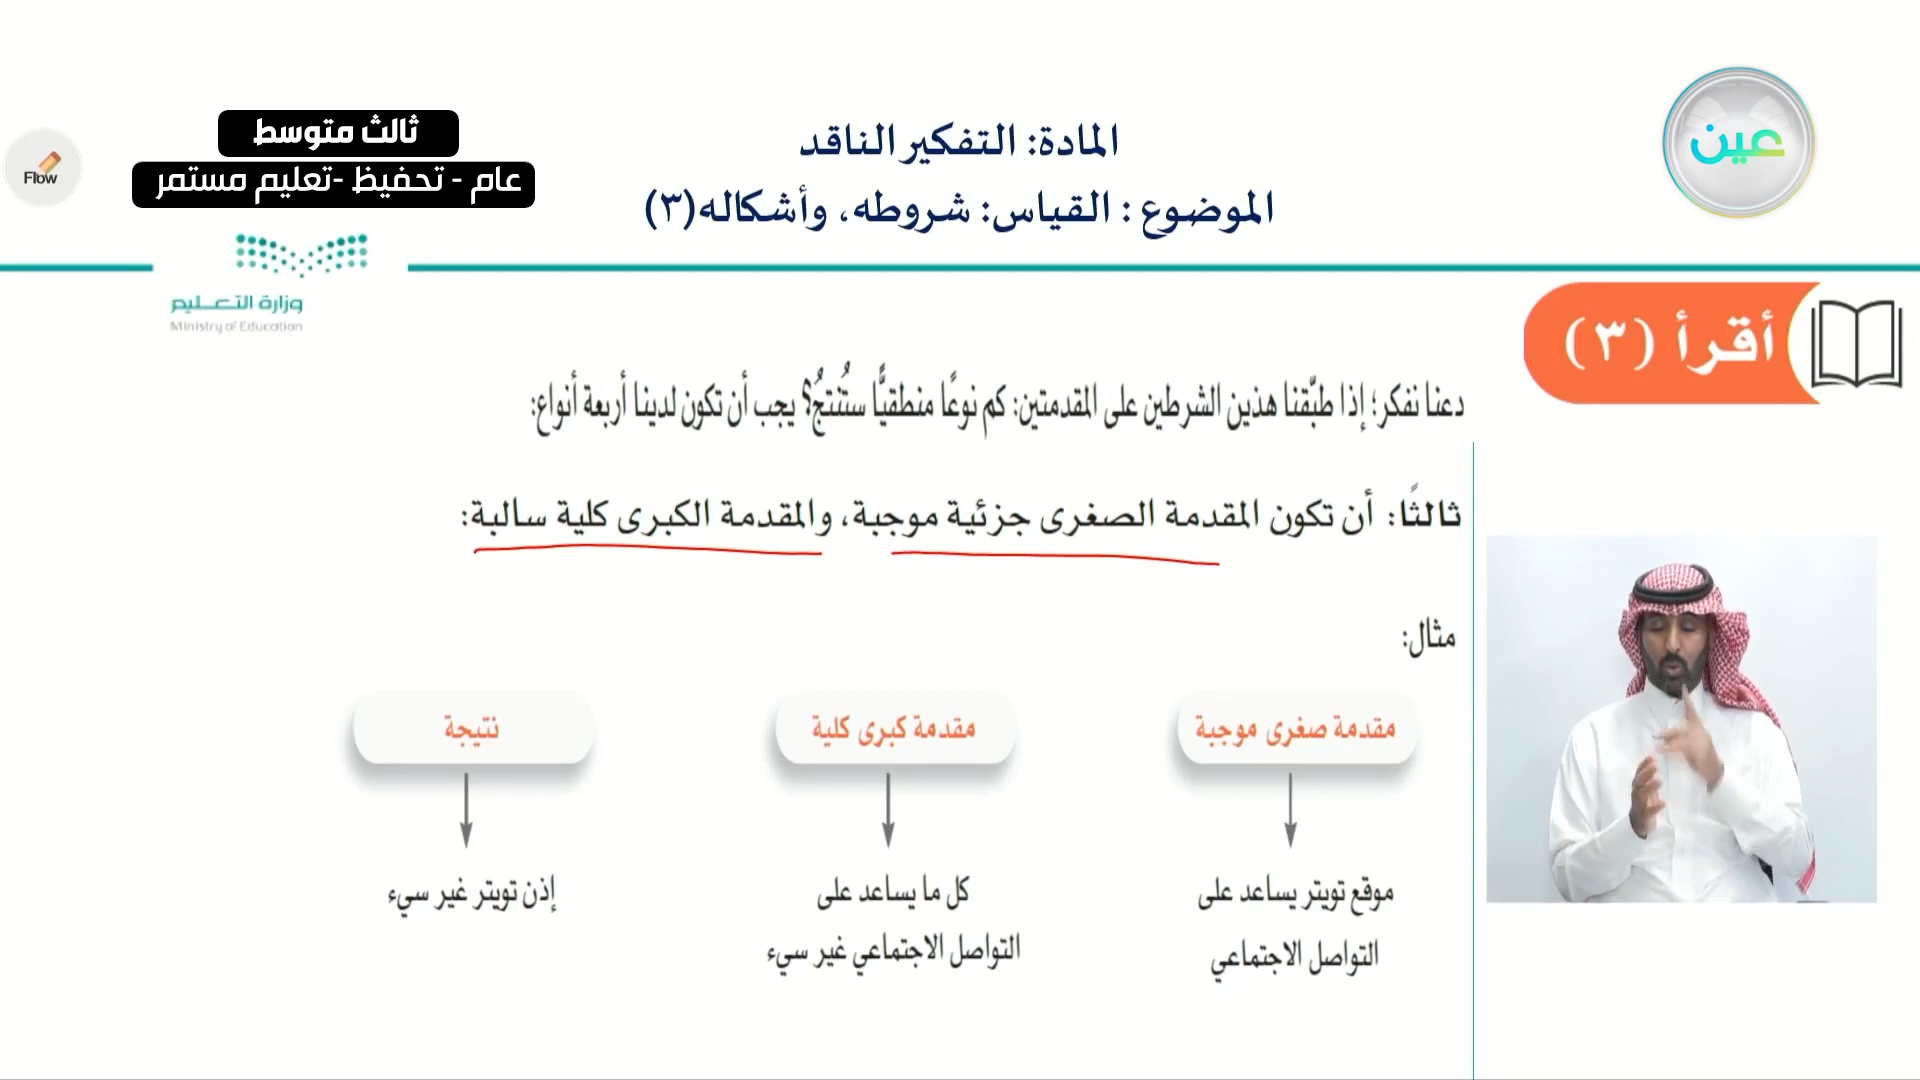 عين
المادة: التفكير الناقد
الموضوع : القياس: شروطه، وأشكاله(٣)
ثالث متوسط
عام - تحفيظ -تعليم مستمر
Flow
وزارة التعـــليم
Ministry of Education
أقرأ (٣)
دعنا نفكر؛ إذا طبَّقنا هذين الشرطين على المقدمتين: كم نوعًا منطقيًّا ستُنتجُ؟ يجب أن تكون لدينا أربعة أنواع:
ثالثًا: أن تكون المقدمة الصغرى جزئية موجبة، والمقدمة الكبرى كلية سالبة:
مثال:
مقدمة صغرى موجبة
مقدمة كبرى كلية
نتيجة
موقع تويتر يساعد على
التواصل الاجتماعي
كل ما يساعد على
التواصل الاجتماعي غير سيء
إذن تويتر غير سيء